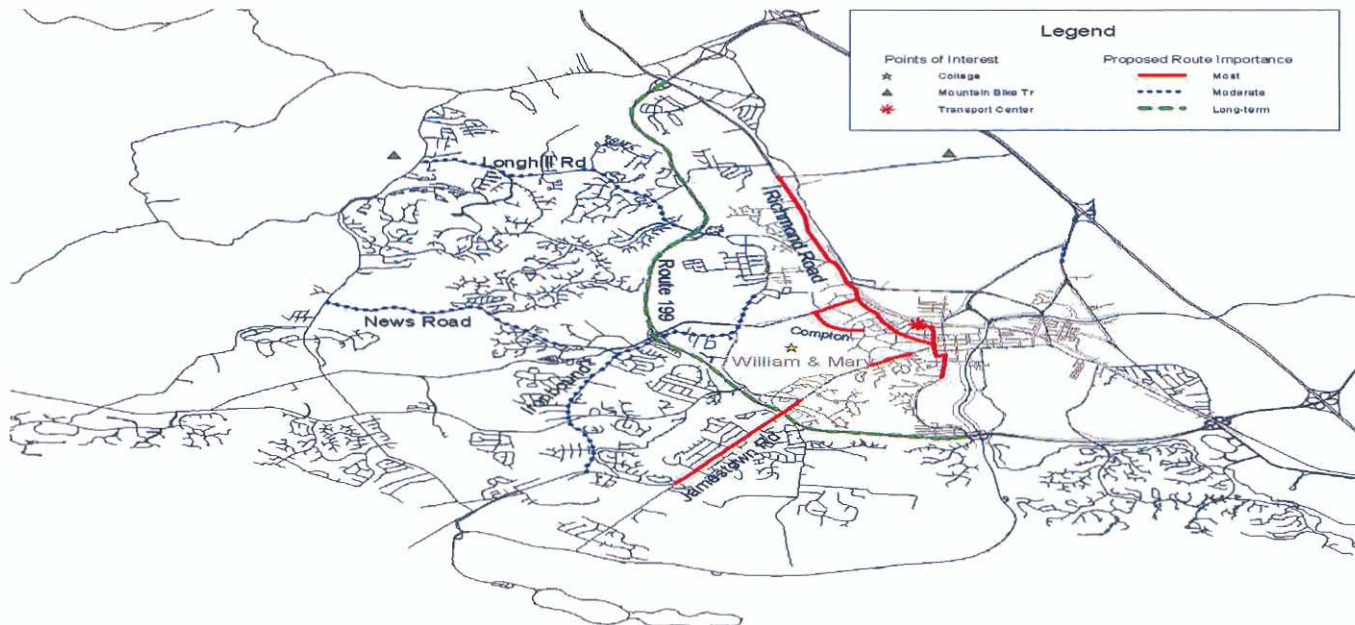 Legend
Points of Interest
Proposed Route Importance
College
Most
Mountain Bike Tr
Moderate
Transport Center
Long-term
Longhill Rd
Richmond Road
Route 199
News Road
Compton
William & Mary
Jamestown Rd